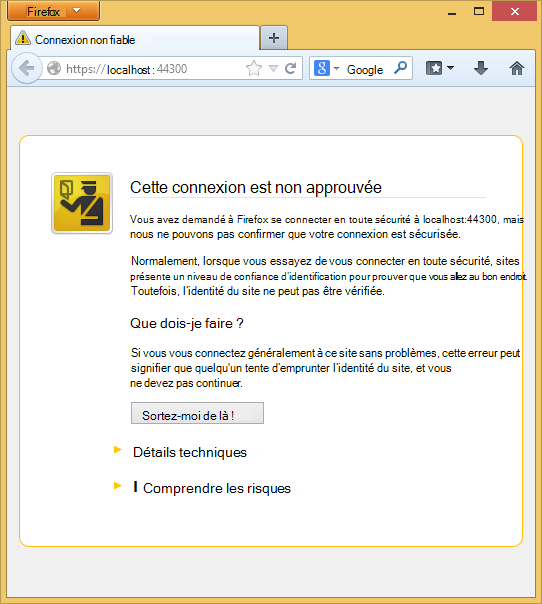 Firefox
Connexion non fiable
https://localhost:44300
Google
Cette connexion est non approuvée
Vous avez demandé à Firefox se connecter en toute sécurité à localhost:44300, mais
nous ne pouvons pas confirmer que votre connexion est sécurisée.
Normalement, lorsque vous essayez de vous connecter en toute sécurité, sites
présente un niveau de confiance d'identification pour prouver que vous allez au bon endroit.
Toutefois, l'identité du site ne peut pas être vérifiée.
Que dois-je faire ?
Si vous vous connectez généralement à ce site sans problèmes, cette erreur peut
signifier que quelqu'un tente d'emprunter l'identité du site, et vous
ne devez pas continuer.
Sortez-moi de là !
Détails techniques
I Comprendre les risques